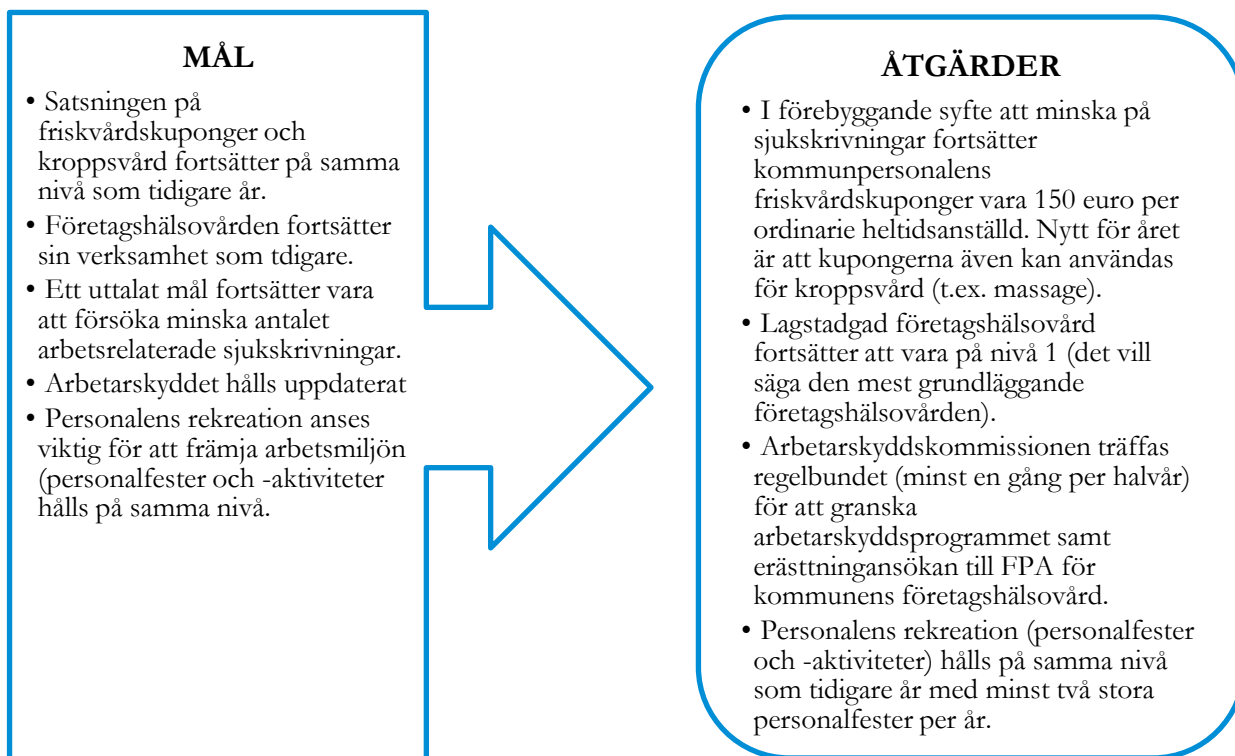 MÅL
• Satsningen på
friskvårdskuponger och
kroppsvård fortsätter på samma
nivå som tidigare år.
• Företagshälsovården fortsätter
sin verksamhet som tdigare.
• Ett uttalat mål fortsätter vara
att försöka minska antalet
arbetsrelaterade sjukskrivningar.
• Arbetarskyddet hålls uppdaterat
• Personalens rekreation anses
viktig för att främja arbetsmiljön
(personalfester och -aktiviteter
hålls på samma nivå.
ÅTGÄRDER
• I förebyggande syfte att minska på
sjukskrivningar fortsätter
kommunpersonalens
friskvårdskuponger vara 150 euro per
ordinarie heltidsanställd. Nytt för året
är att kupongerna även kan användas
för kroppsvård (t.ex. massage).
• Lagstadgad företagshälsovård
fortsätter att vara på nivå 1 (det vill
säga den mest grundläggande
företagshälsovården).
• Arbetarskyddskommissionen träffas
regelbundet (minst en gång per halvår)
för att granska
arbetarskyddsprogrammet samt
erästtningansökan till FPA för
kommunens företagshälsovård.
• Personalens rekreation (personalfester
och -aktiviteter) hålls på samma nivå
som tidigare år med minst två stora
personalfester per år.